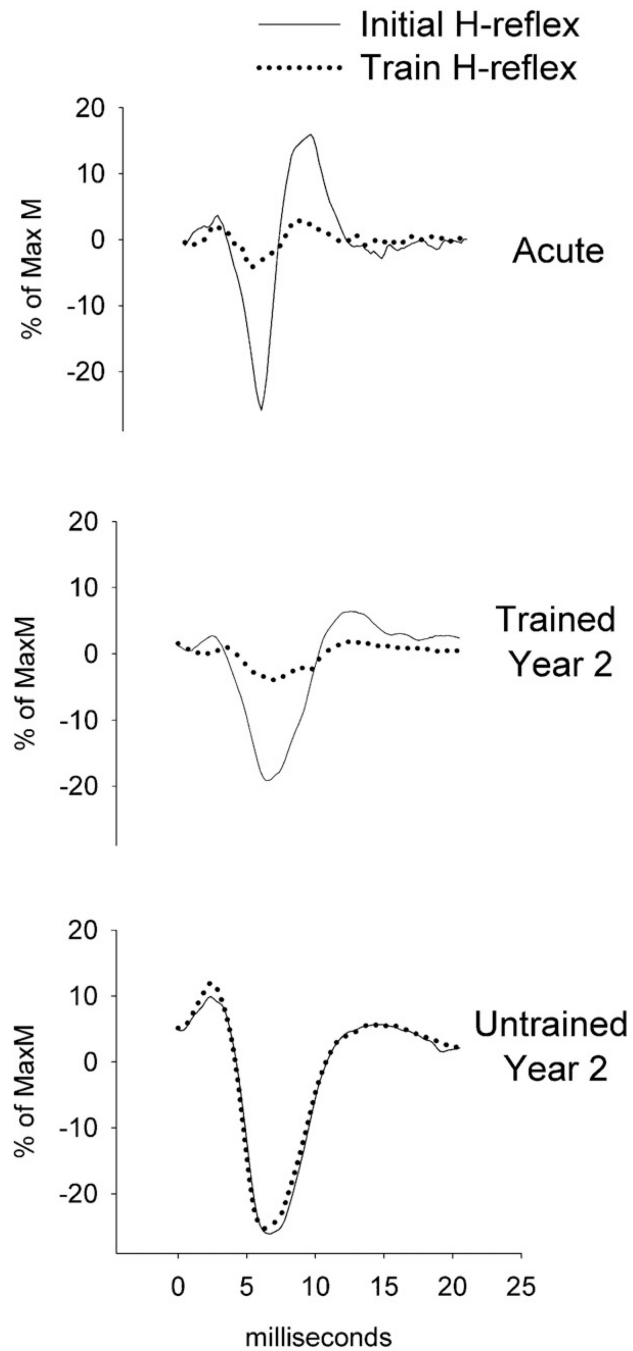 Initial H-reflex
Train H-reflex
20
10
0
-10
-20
% of Max M
Acute
20
10
0
-10
-20
% of MaxM
Trained
Year 2
20
10
0
-10
-20
% of MaxM
Untrained
Year 2
0 5 10 15 20 25
milliseconds